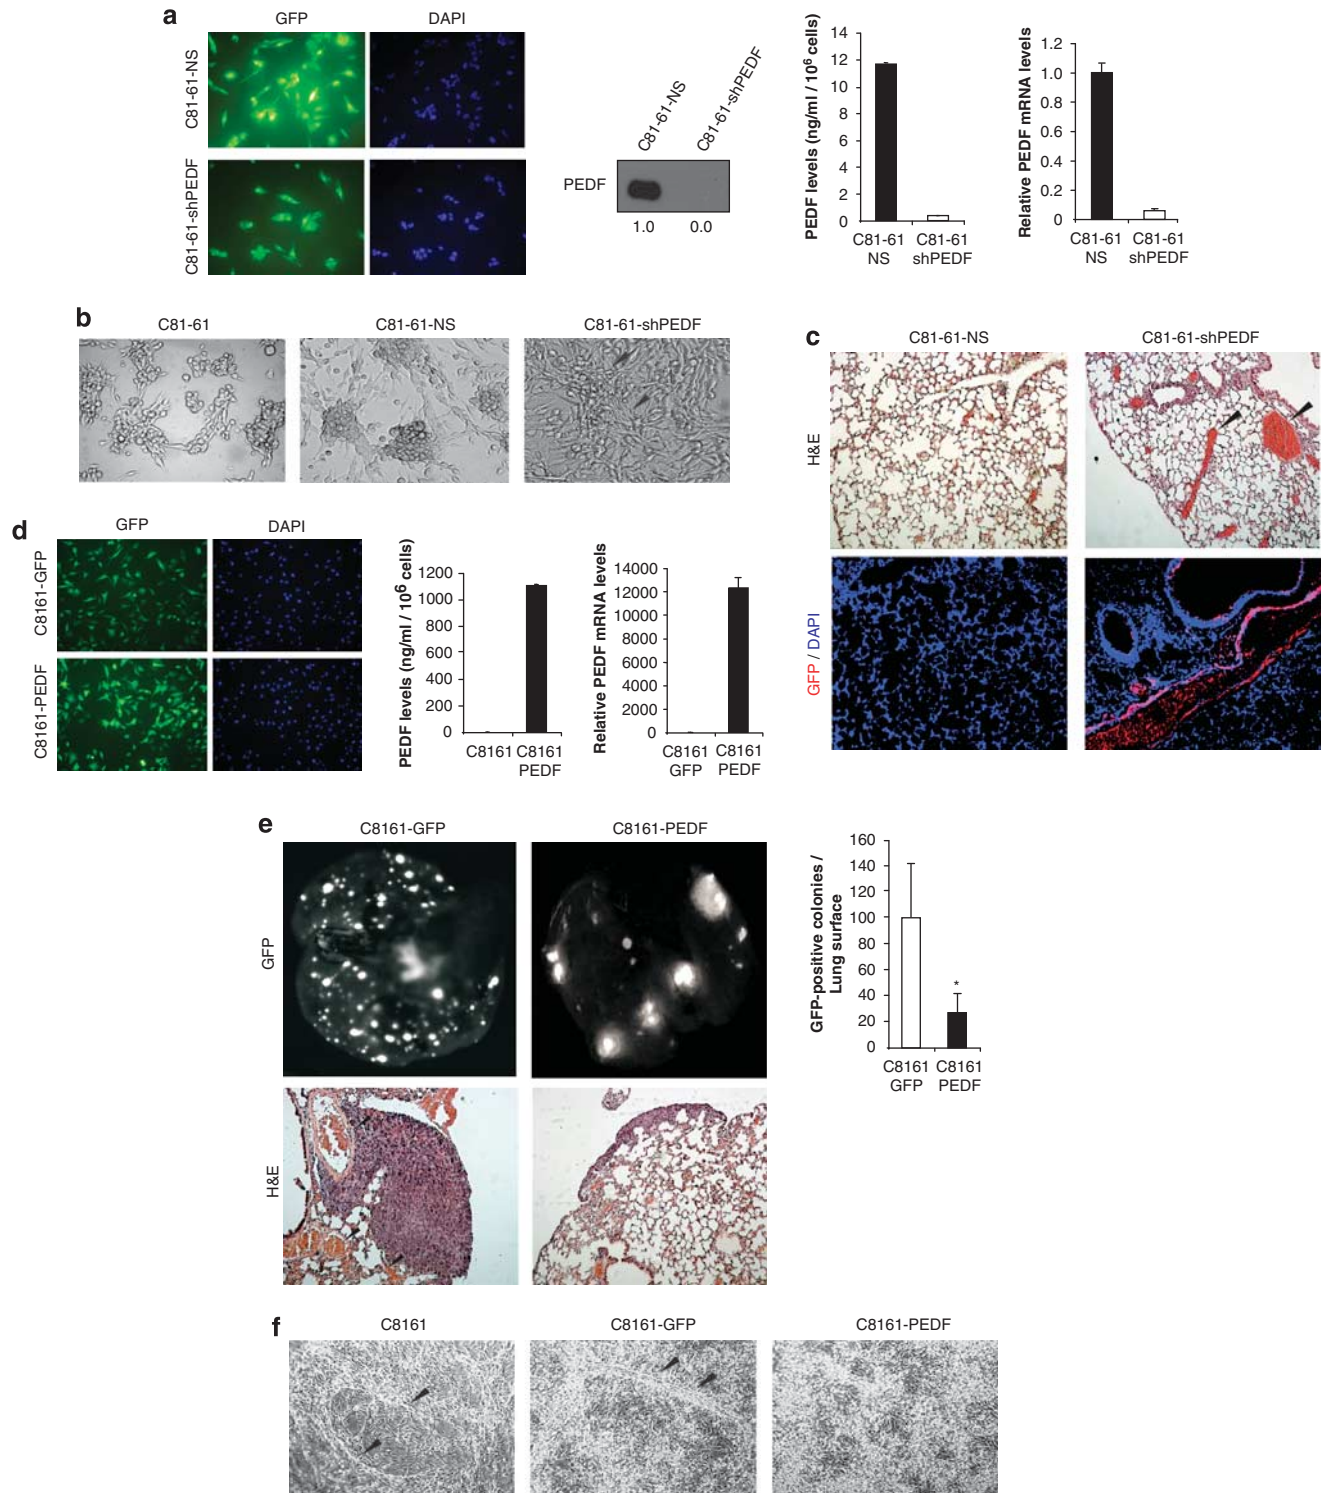 a
GFP
DAPI
C81-61-NS
C81-61-shPEDF
C81-61-NS
C81-61-shPEDF
PEDF
1.0
0.0
PEDF levels (ng/ml / 10⁶ cells)
14
12
10
8
6
4
2
0
C81-61
NS
C81-61
shPEDF
Relative PEDF mRNA levels
1.2
1.0
0.8
0.6
0.4
0.2
0
C81-61
NS
C81-61
shPEDF
b
C81-61
C81-61-NS
C81-61-shPEDF
c
C81-61-NS
C81-61-shPEDF
H&E
GFP / DAPI
d
GFP
DAPI
C8161-GFP
C8161-PEDF
PEDF levels (ng/ml / 10⁶ cells)
1200
1000
800
600
400
200
0
C8161
C8161
PEDF
Relative PEDF mRNA levels
14000
12000
10000
8000
6000
4000
2000
0
C8161
GFP
C8161
PEDF
e
C8161-GFP
C8161-PEDF
GFP
H&E
GFP-positive colonies /
Lung surface
160
140
120
100
80
60
40
20
0
*
C8161
GFP
C8161
PEDF
f
C8161
C8161-GFP
C8161-PEDF